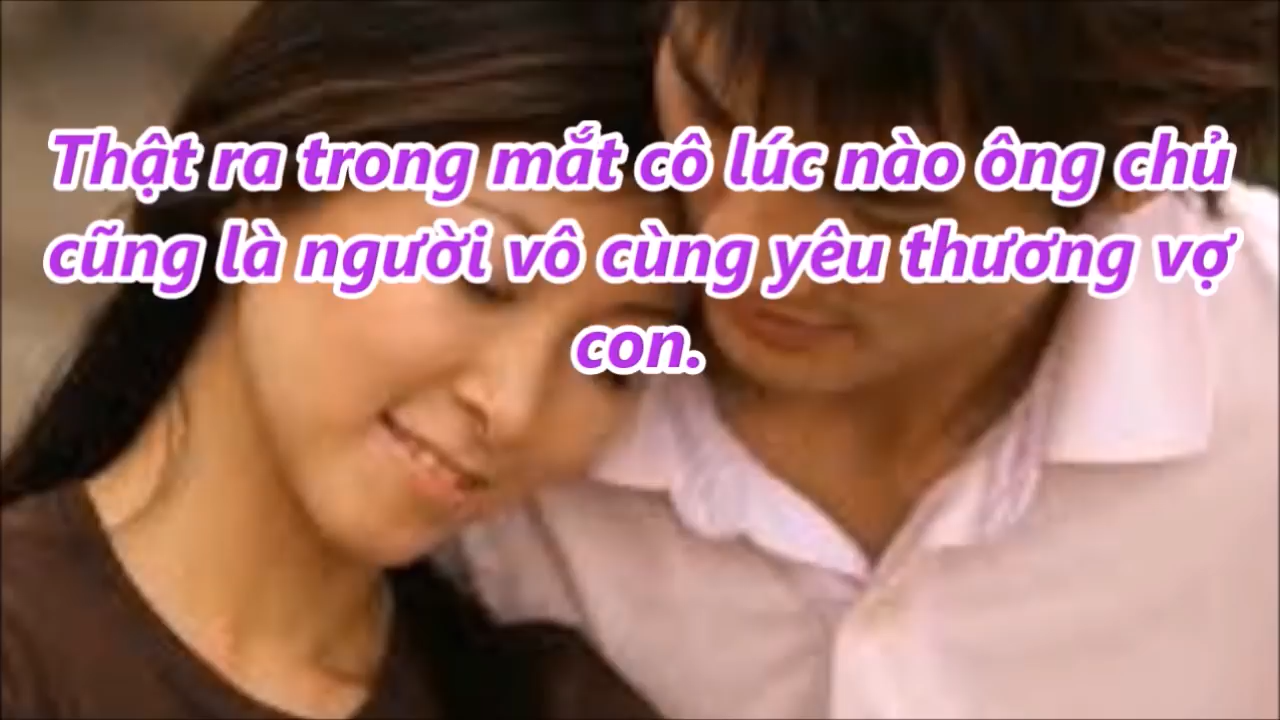 Thật ra trong mắt cô lúc nào ông chủ
cũng là người vô cùng yêu thương vợ
con.